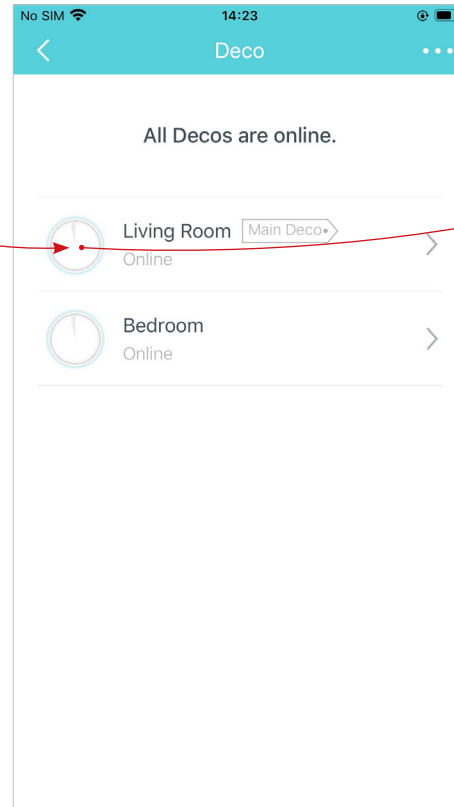 No SIM 14:23
Deco
All Decos are online.
Living Room Main Deco
Online
Bedroom
Online